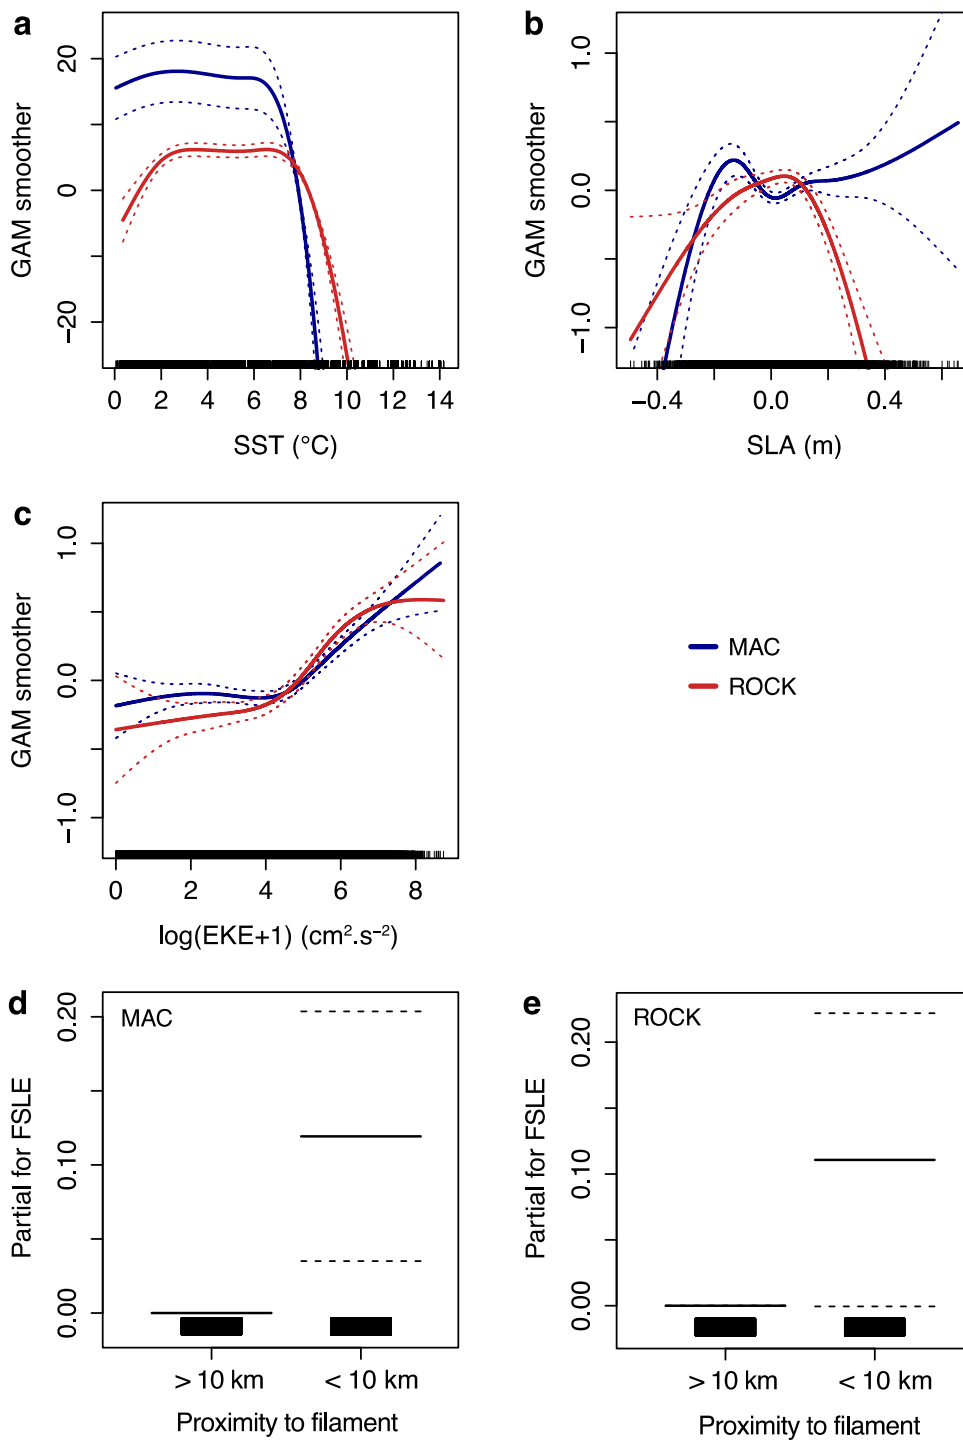 a
GAM smoother
20
0
−20
0 2 4 6 8 10 12 14
SST (°C)
b
GAM smoother
1.0
0.0
−1.0
−0.4 0.0 0.4
SLA (m)
c
GAM smoother
1.0
0.0
−1.0
0 2 4 6 8
log(EKE+1) (cm².s⁻²)
MAC
ROCK
d
MAC
Partial for FSLE
0.20
0.10
0.00
> 10 km < 10 km
Proximity to filament
e
ROCK
Partial for FSLE
0.20
0.10
0.00
> 10 km < 10 km
Proximity to filament